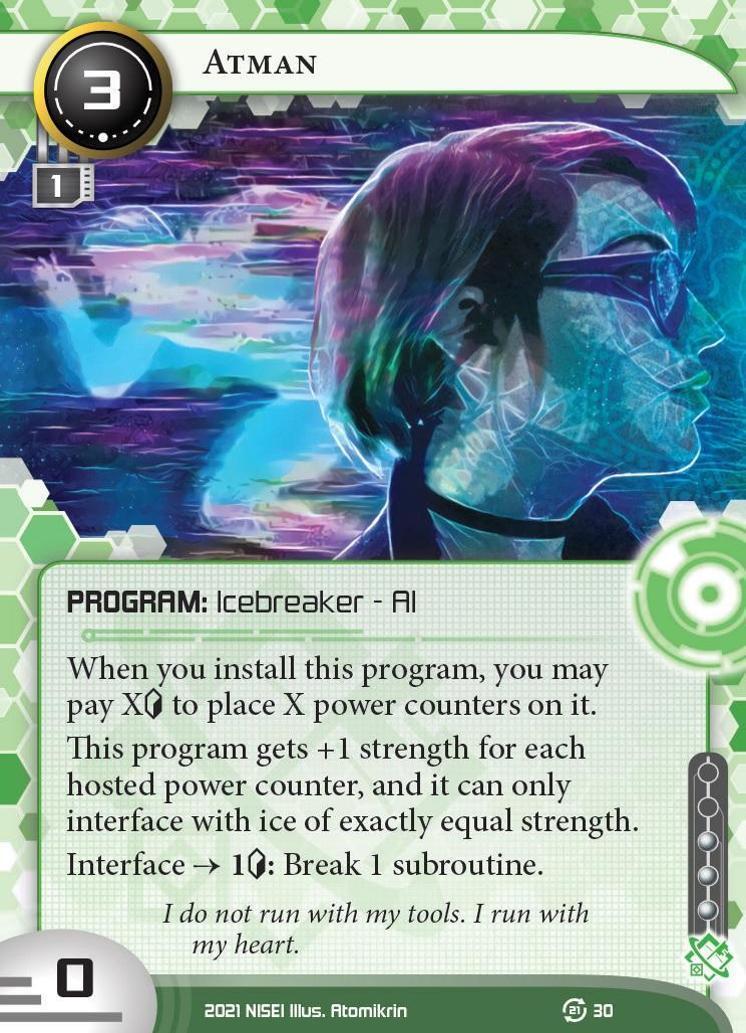 3
ATMAN
1
PROGRAM: Icebreaker - AI
When you install this program, you may
pay X to place X power counters on it.
This program gets +1 strength for each
hosted power counter, and it can only
interface with ice of exactly equal strength.
Interface → 1: Break 1 subroutine.
I do not run with my tools. I run with
my heart.
0
2021 NISEI Illus. Atomikrin
21 30